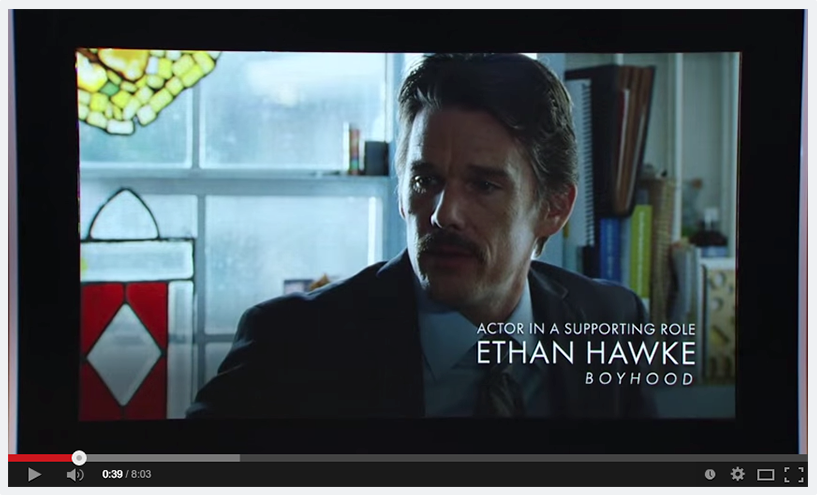 ACTOR IN A SUPPORTING ROLE
ETHAN HAWKE
BOYHOOD
0:39 / 8:03